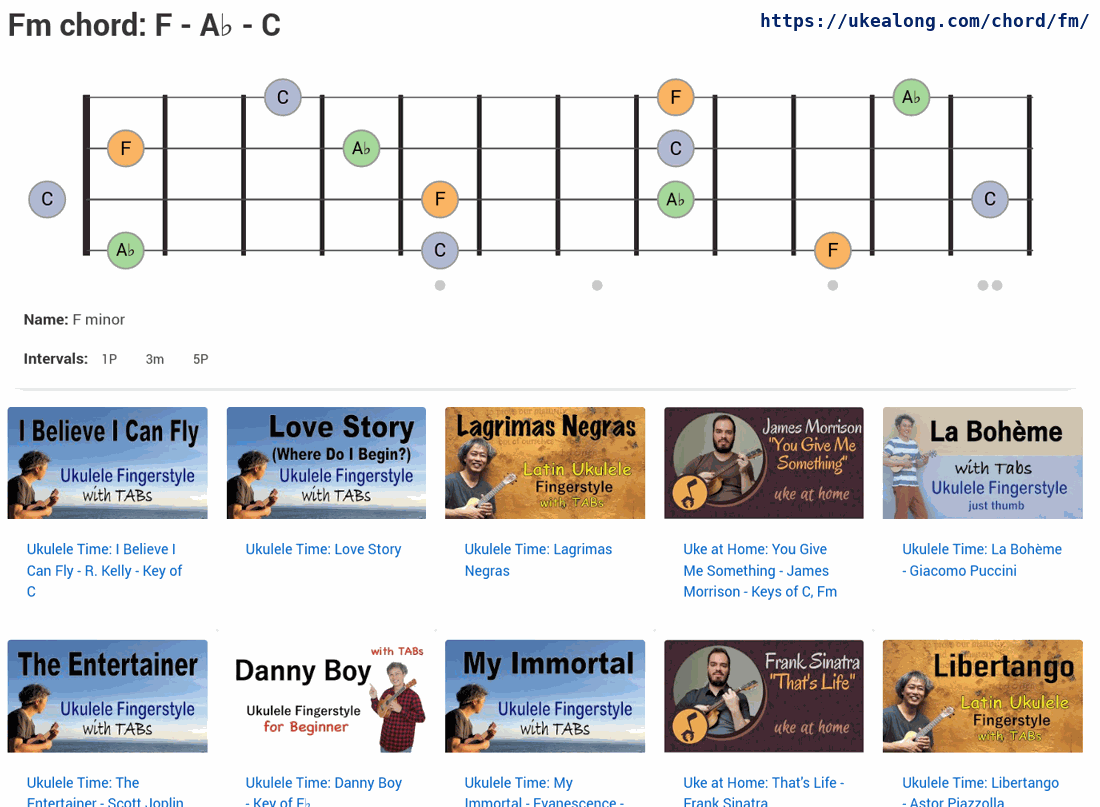 Fm chord: F - A♭ - C
https://ukealong.com/chord/fm/
C F A♭
F A♭ C
C F A♭ C
A♭ C F
Name: F minor
Intervals: 1P 3m 5P
I Believe I Can Fly
Ukulele Fingerstyle
with TABs
Love Story
(Where Do I Begin?)
Ukulele Fingerstyle
with TABs
Lagrimas Negras
Latin Ukulele
Fingerstyle
with TABs
James Morrison
"You Give Me
Something"
uke at home
La Bohème
with Tabs
Ukulele Fingerstyle
just thumb
Ukulele Time: I Believe I
Can Fly - R. Kelly - Key of
C
Ukulele Time: Love Story
Ukulele Time: Lagrimas
Negras
Uke at Home: You Give
Me Something - James
Morrison - Keys of C, Fm
Ukulele Time: La Bohème
- Giacomo Puccini
The Entertainer
Ukulele Fingerstyle
with TABs
with TABs
Danny Boy
Ukulele Fingerstyle
for Beginner
My Immortal
Ukulele Fingerstyle
with TABs
Frank Sinatra
"That's Life"
uke at home
Libertango
Latin Ukulele
Fingerstyle
with TABs
Ukulele Time: The
Entertainer - Scott Joplin
Ukulele Time: Danny Boy
- Key of E♭
Ukulele Time: My
Immortal - Evanescence -
Uke at Home: That's Life -
Frank Sinatra
Ukulele Time: Libertango
- Astor Piazzolla